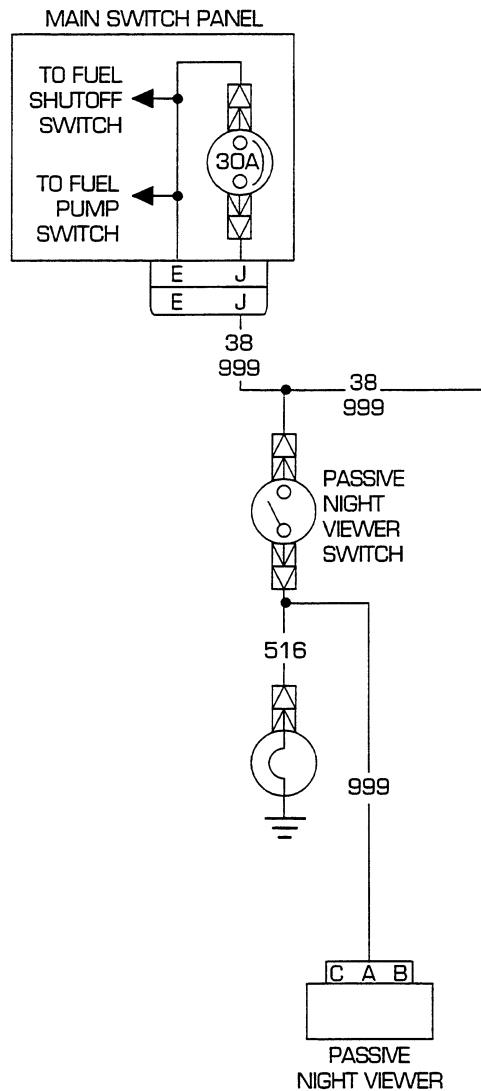 MAIN SWITCH PANEL
TO FUEL
SHUTOFF
SWITCH
30A
TO FUEL
PUMP
SWITCH
E J
E J
38
999
38
999
PASSIVE
NIGHT
VIEWER
SWITCH
516
999
C A B
PASSIVE
NIGHT VIEWER